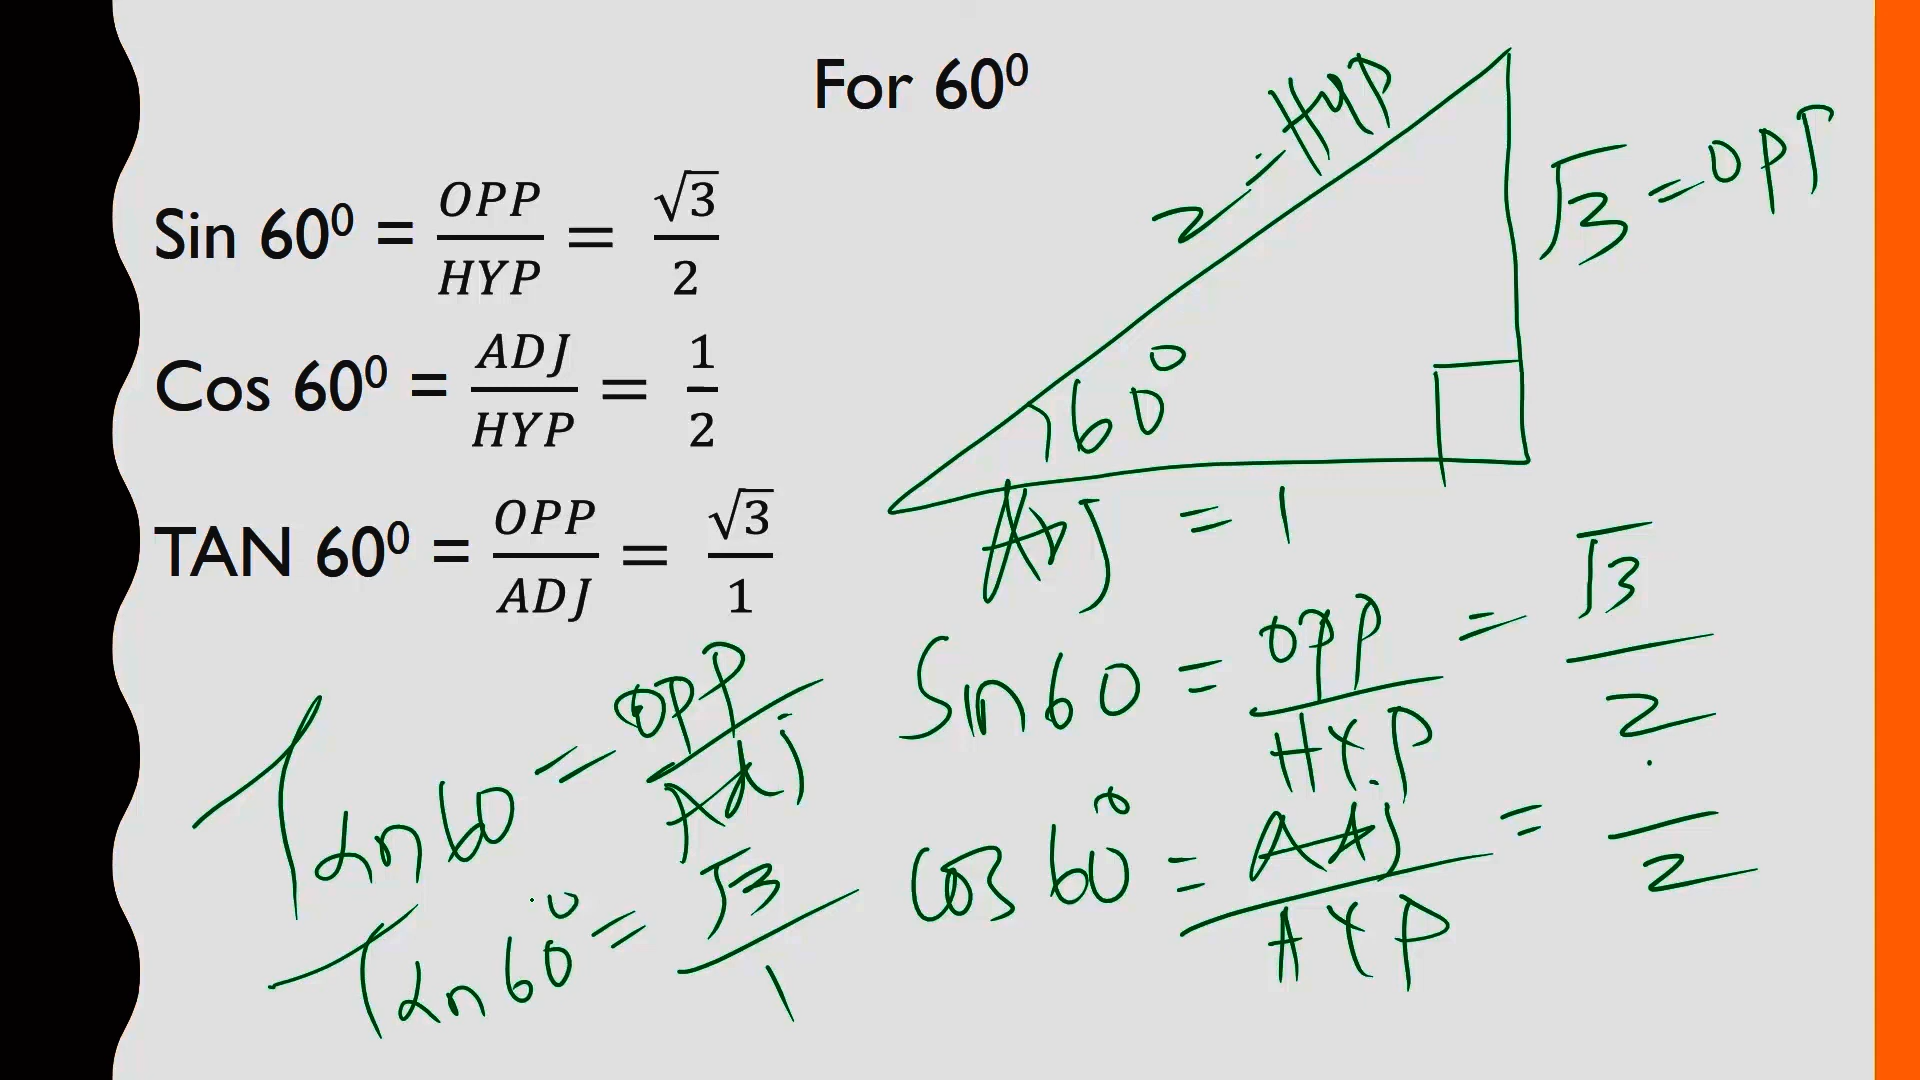 For 60⁰
Sin 60⁰ = OPP/HYP = √3/2
Cos 60⁰ = ADJ/HYP = 1/2
TAN 60⁰ = OPP/ADJ = √3/1
2 = HYP
√3 = OPP
60⁰
Adj = 1
Sin 60 = OPP/HYP = √3/2
Cos 60⁰ = Adj/HYP = /2
Tan 60 = OPP/Adj
Tan 60⁰ = √3/1